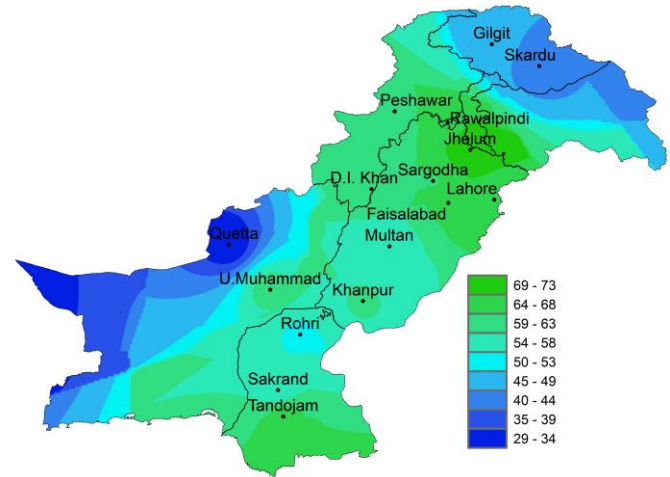 Gilgit
Skardu
Peshawar
Rawalpindi
Jhelum
Sargodha
D.I. Khan
Lahore
Faisalabad
Multan
Quetta
U.Muhammad
Khanpur
Rohri
Sakrand
Tandojam
69 - 73
64 - 68
59 - 63
54 - 58
50 - 53
45 - 49
40 - 44
35 - 39
29 - 34